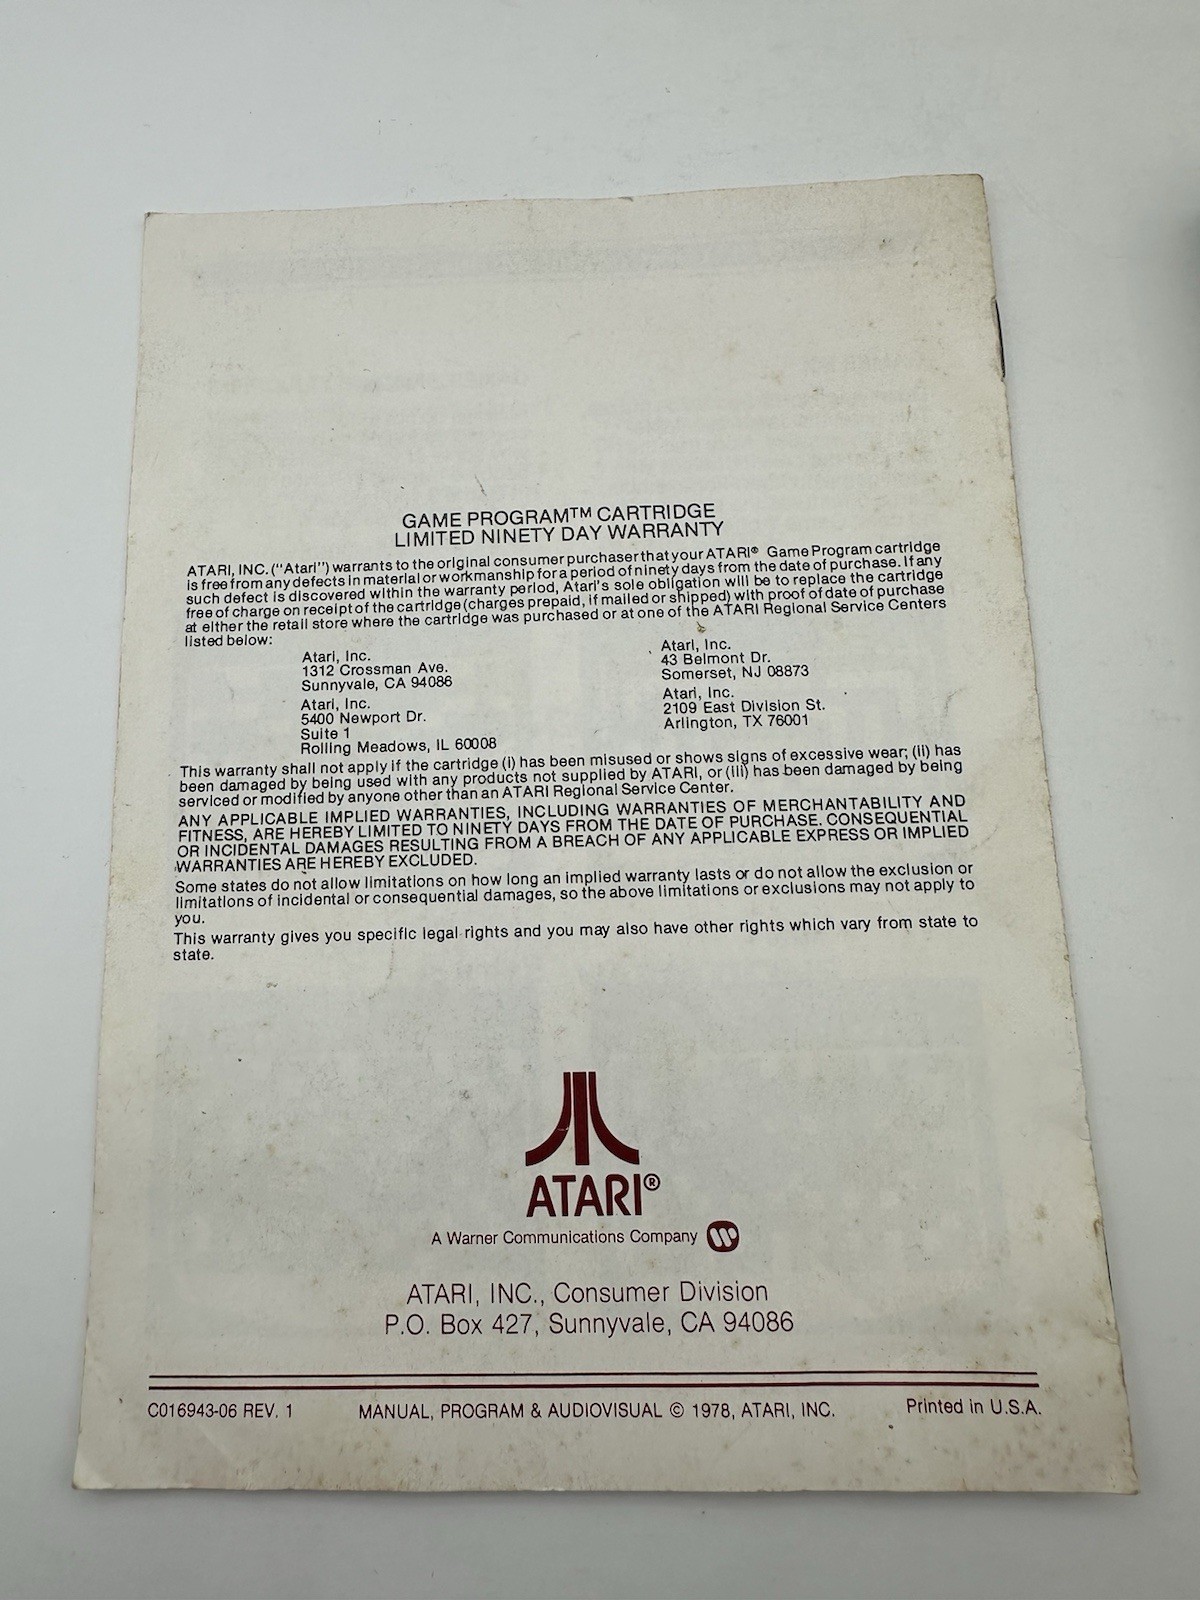 GAME PROGRAM™ CARTRIDGE
LIMITED NINETY DAY WARRANTY
ATARI, INC. ("Atari") warrants to the original consumer purchaser that your ATARI® Game Program cartridge
is free from any defects in material or workmanship for a period of ninety days from the date of purchase. If any
such defect is discovered within the warranty period, Atari's sole obligation will be to replace the cartridge
free of charge on receipt of the cartridge (charges prepaid, if mailed or shipped) with proof of date of purchase
at either the retail store where the cartridge was purchased or at one of the ATARI Regional Service Centers
listed below:
Atari, Inc.
1312 Crossman Ave.
Sunnyvale, CA 94086
Atari, Inc.
5400 Newport Dr.
Suite 1
Rolling Meadows, IL 60008
Atari, Inc.
43 Belmont Dr.
Somerset, NJ 08873
Atari, Inc.
2109 East Division St.
Arlington, TX 76001
This warranty shall not apply if the cartridge (i) has been misused or shows signs of excessive wear; (ii) has
been damaged by being used with any products not supplied by ATARI, or (iii) has been damaged by being
serviced or modified by anyone other than an ATARI Regional Service Center.
ANY APPLICABLE IMPLIED WARRANTIES, INCLUDING WARRANTIES OF MERCHANTABILITY AND
FITNESS, ARE HEREBY LIMITED TO NINETY DAYS FROM THE DATE OF PURCHASE. CONSEQUENTIAL
OR INCIDENTAL DAMAGES RESULTING FROM A BREACH OF ANY APPLICABLE EXPRESS OR IMPLIED
WARRANTIES ARE HEREBY EXCLUDED.
Some states do not allow limitations on how long an implied warranty lasts or do not allow the exclusion or
limitations of incidental or consequential damages, so the above limitations or exclusions may not apply to
you.
This warranty gives you specific legal rights and you may also have other rights which vary from state to
state.
ATARI®
A Warner Communications Company
ATARI, INC., Consumer Division
P.O. Box 427, Sunnyvale, CA 94086
C016943-06 REV. 1 MANUAL, PROGRAM & AUDIOVISUAL © 1978, ATARI, INC. Printed in U.S.A.